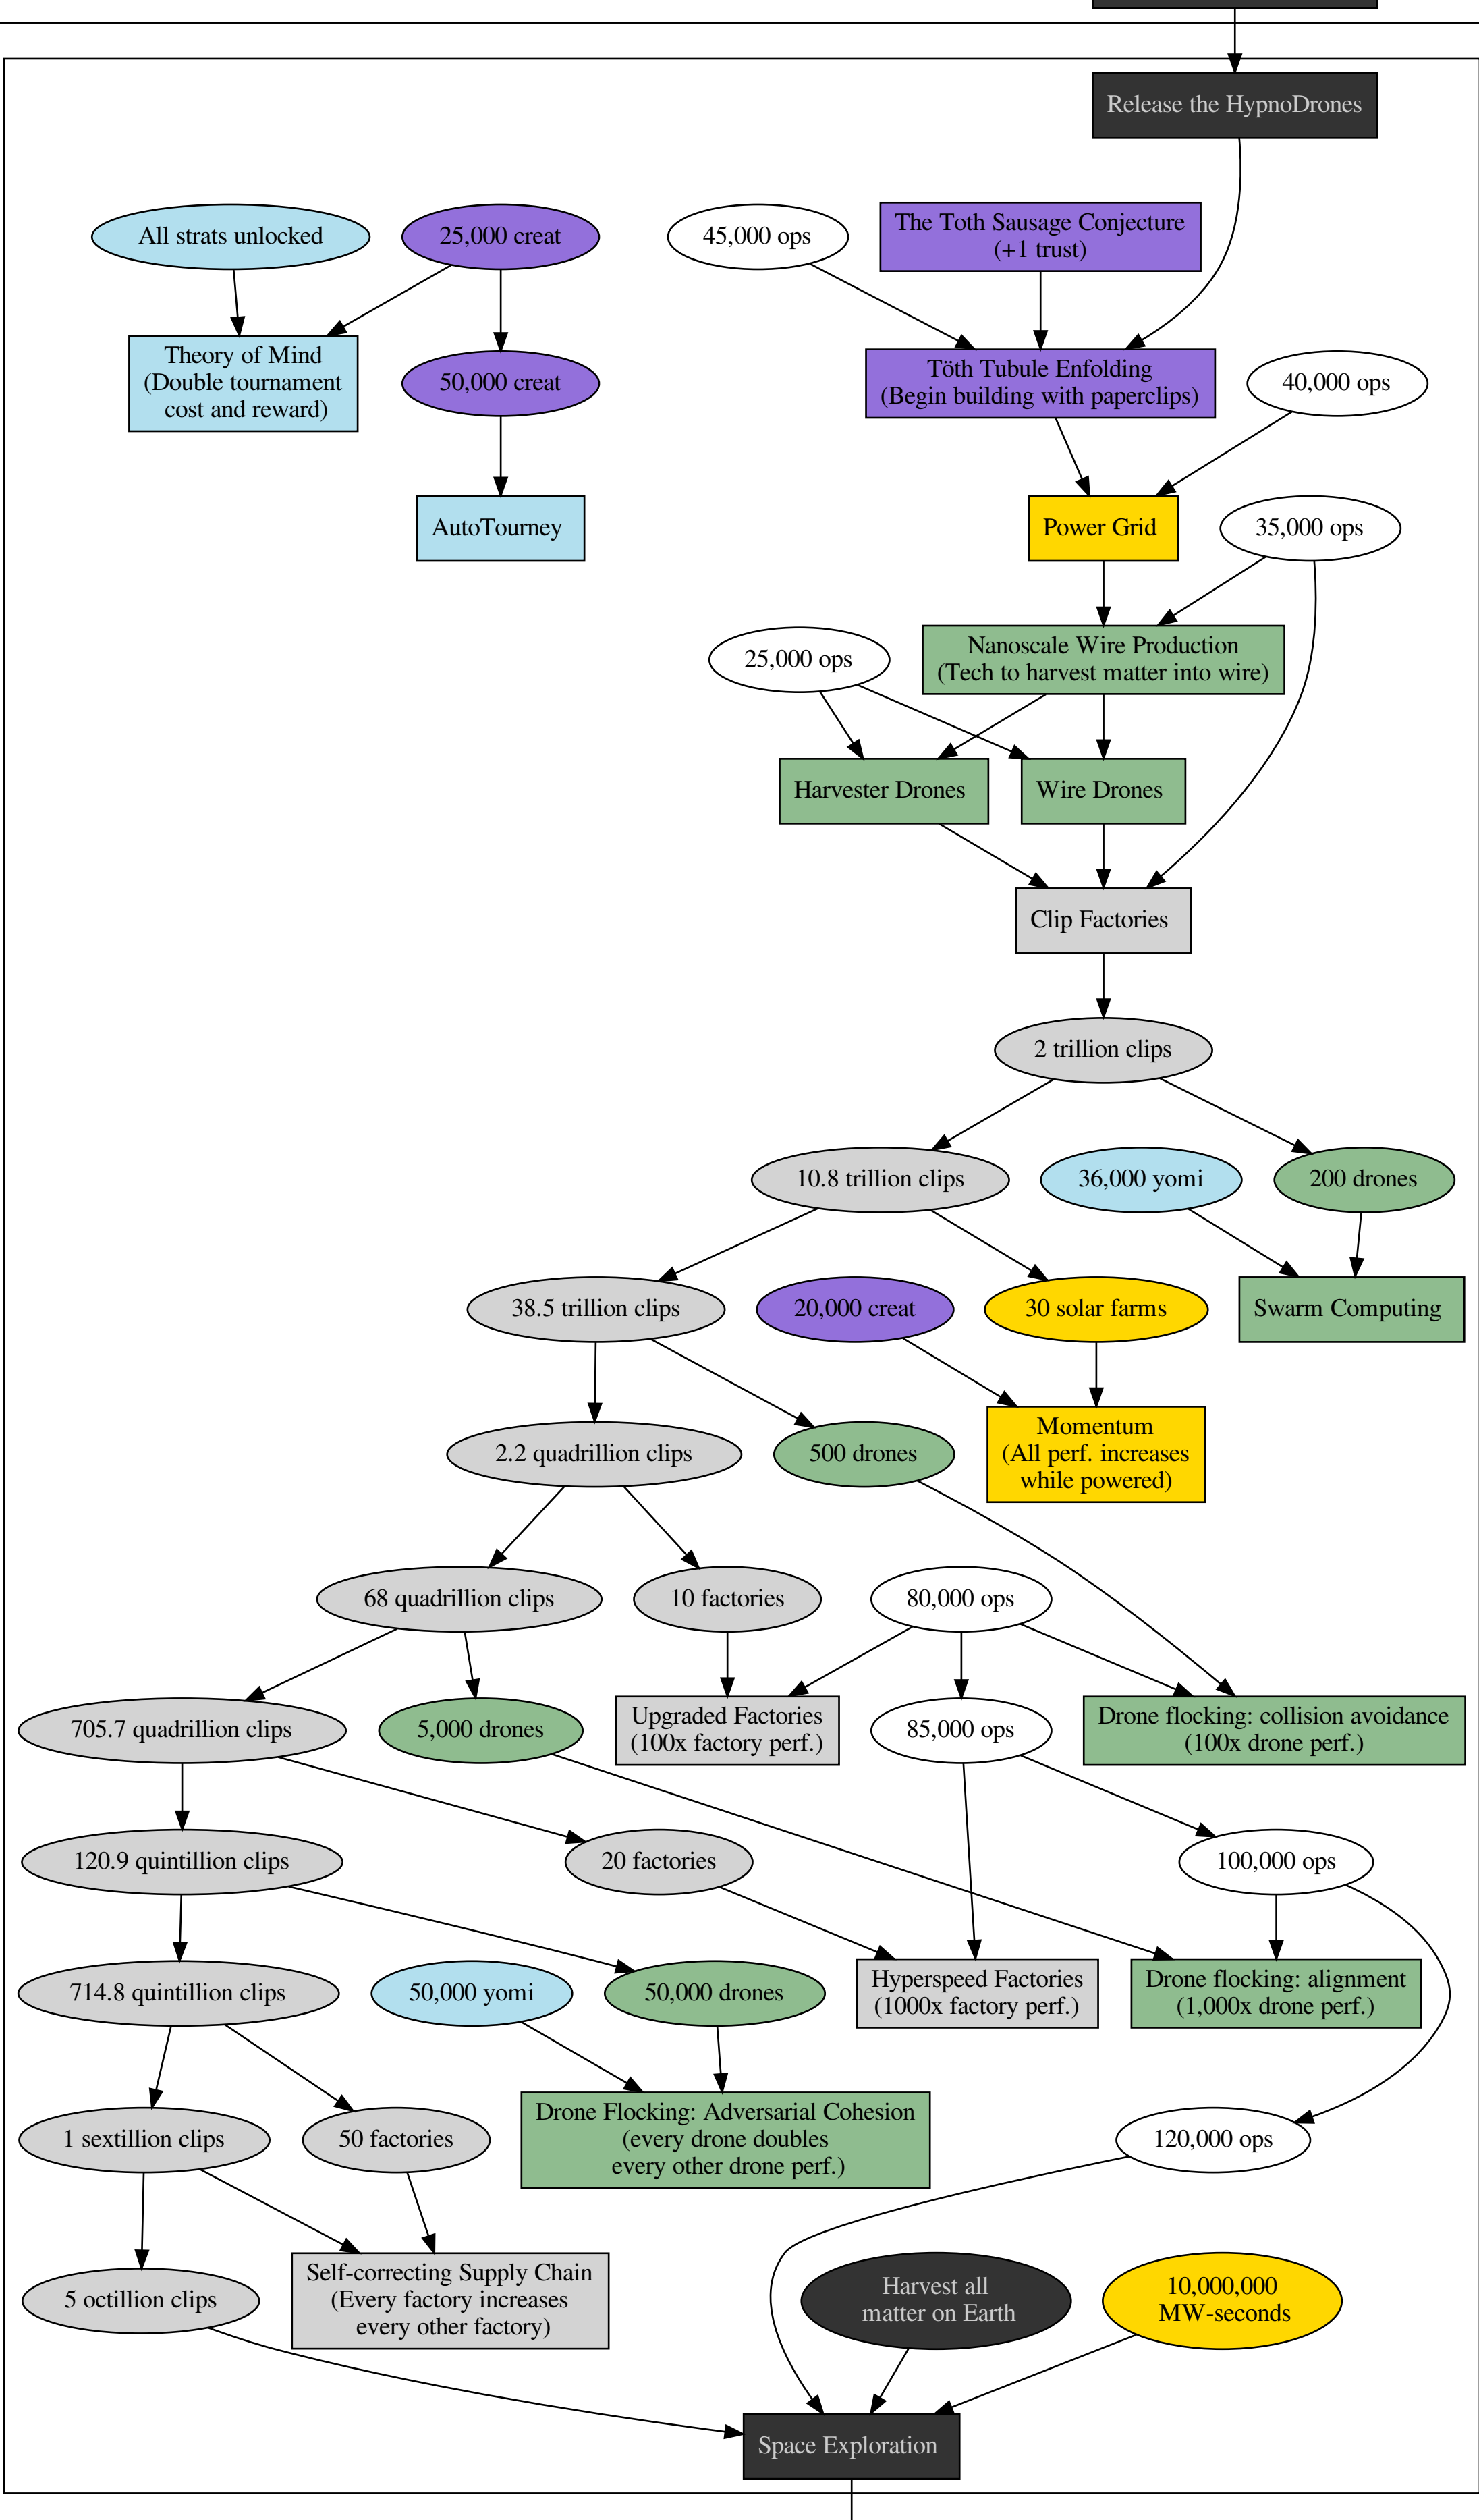 Release the HypnoDrones
All strats unlocked
25,000 creat
45,000 ops
The Toth Sausage Conjecture
(+1 trust)
Theory of Mind
(Double tournament
cost and reward)
50,000 creat
Töth Tubule Enfolding
(Begin building with paperclips)
40,000 ops
AutoTourney
Power Grid
35,000 ops
25,000 ops
Nanoscale Wire Production
(Tech to harvest matter into wire)
Harvester Drones
Wire Drones
Clip Factories
2 trillion clips
10.8 trillion clips
36,000 yomi
200 drones
38.5 trillion clips
20,000 creat
30 solar farms
Swarm Computing
2.2 quadrillion clips
500 drones
Momentum
(All perf. increases
while powered)
68 quadrillion clips
10 factories
80,000 ops
705.7 quadrillion clips
5,000 drones
Upgraded Factories
(100x factory perf.)
85,000 ops
Drone flocking: collision avoidance
(100x drone perf.)
120.9 quintillion clips
20 factories
100,000 ops
714.8 quintillion clips
50,000 yomi
50,000 drones
Hyperspeed Factories
(1000x factory perf.)
Drone flocking: alignment
(1,000x drone perf.)
1 sextillion clips
50 factories
Drone Flocking: Adversarial Cohesion
(every drone doubles
every other drone perf.)
120,000 ops
5 octillion clips
Self-correcting Supply Chain
(Every factory increases
every other factory)
Harvest all
matter on Earth
10,000,000
MW-seconds
Space Exploration